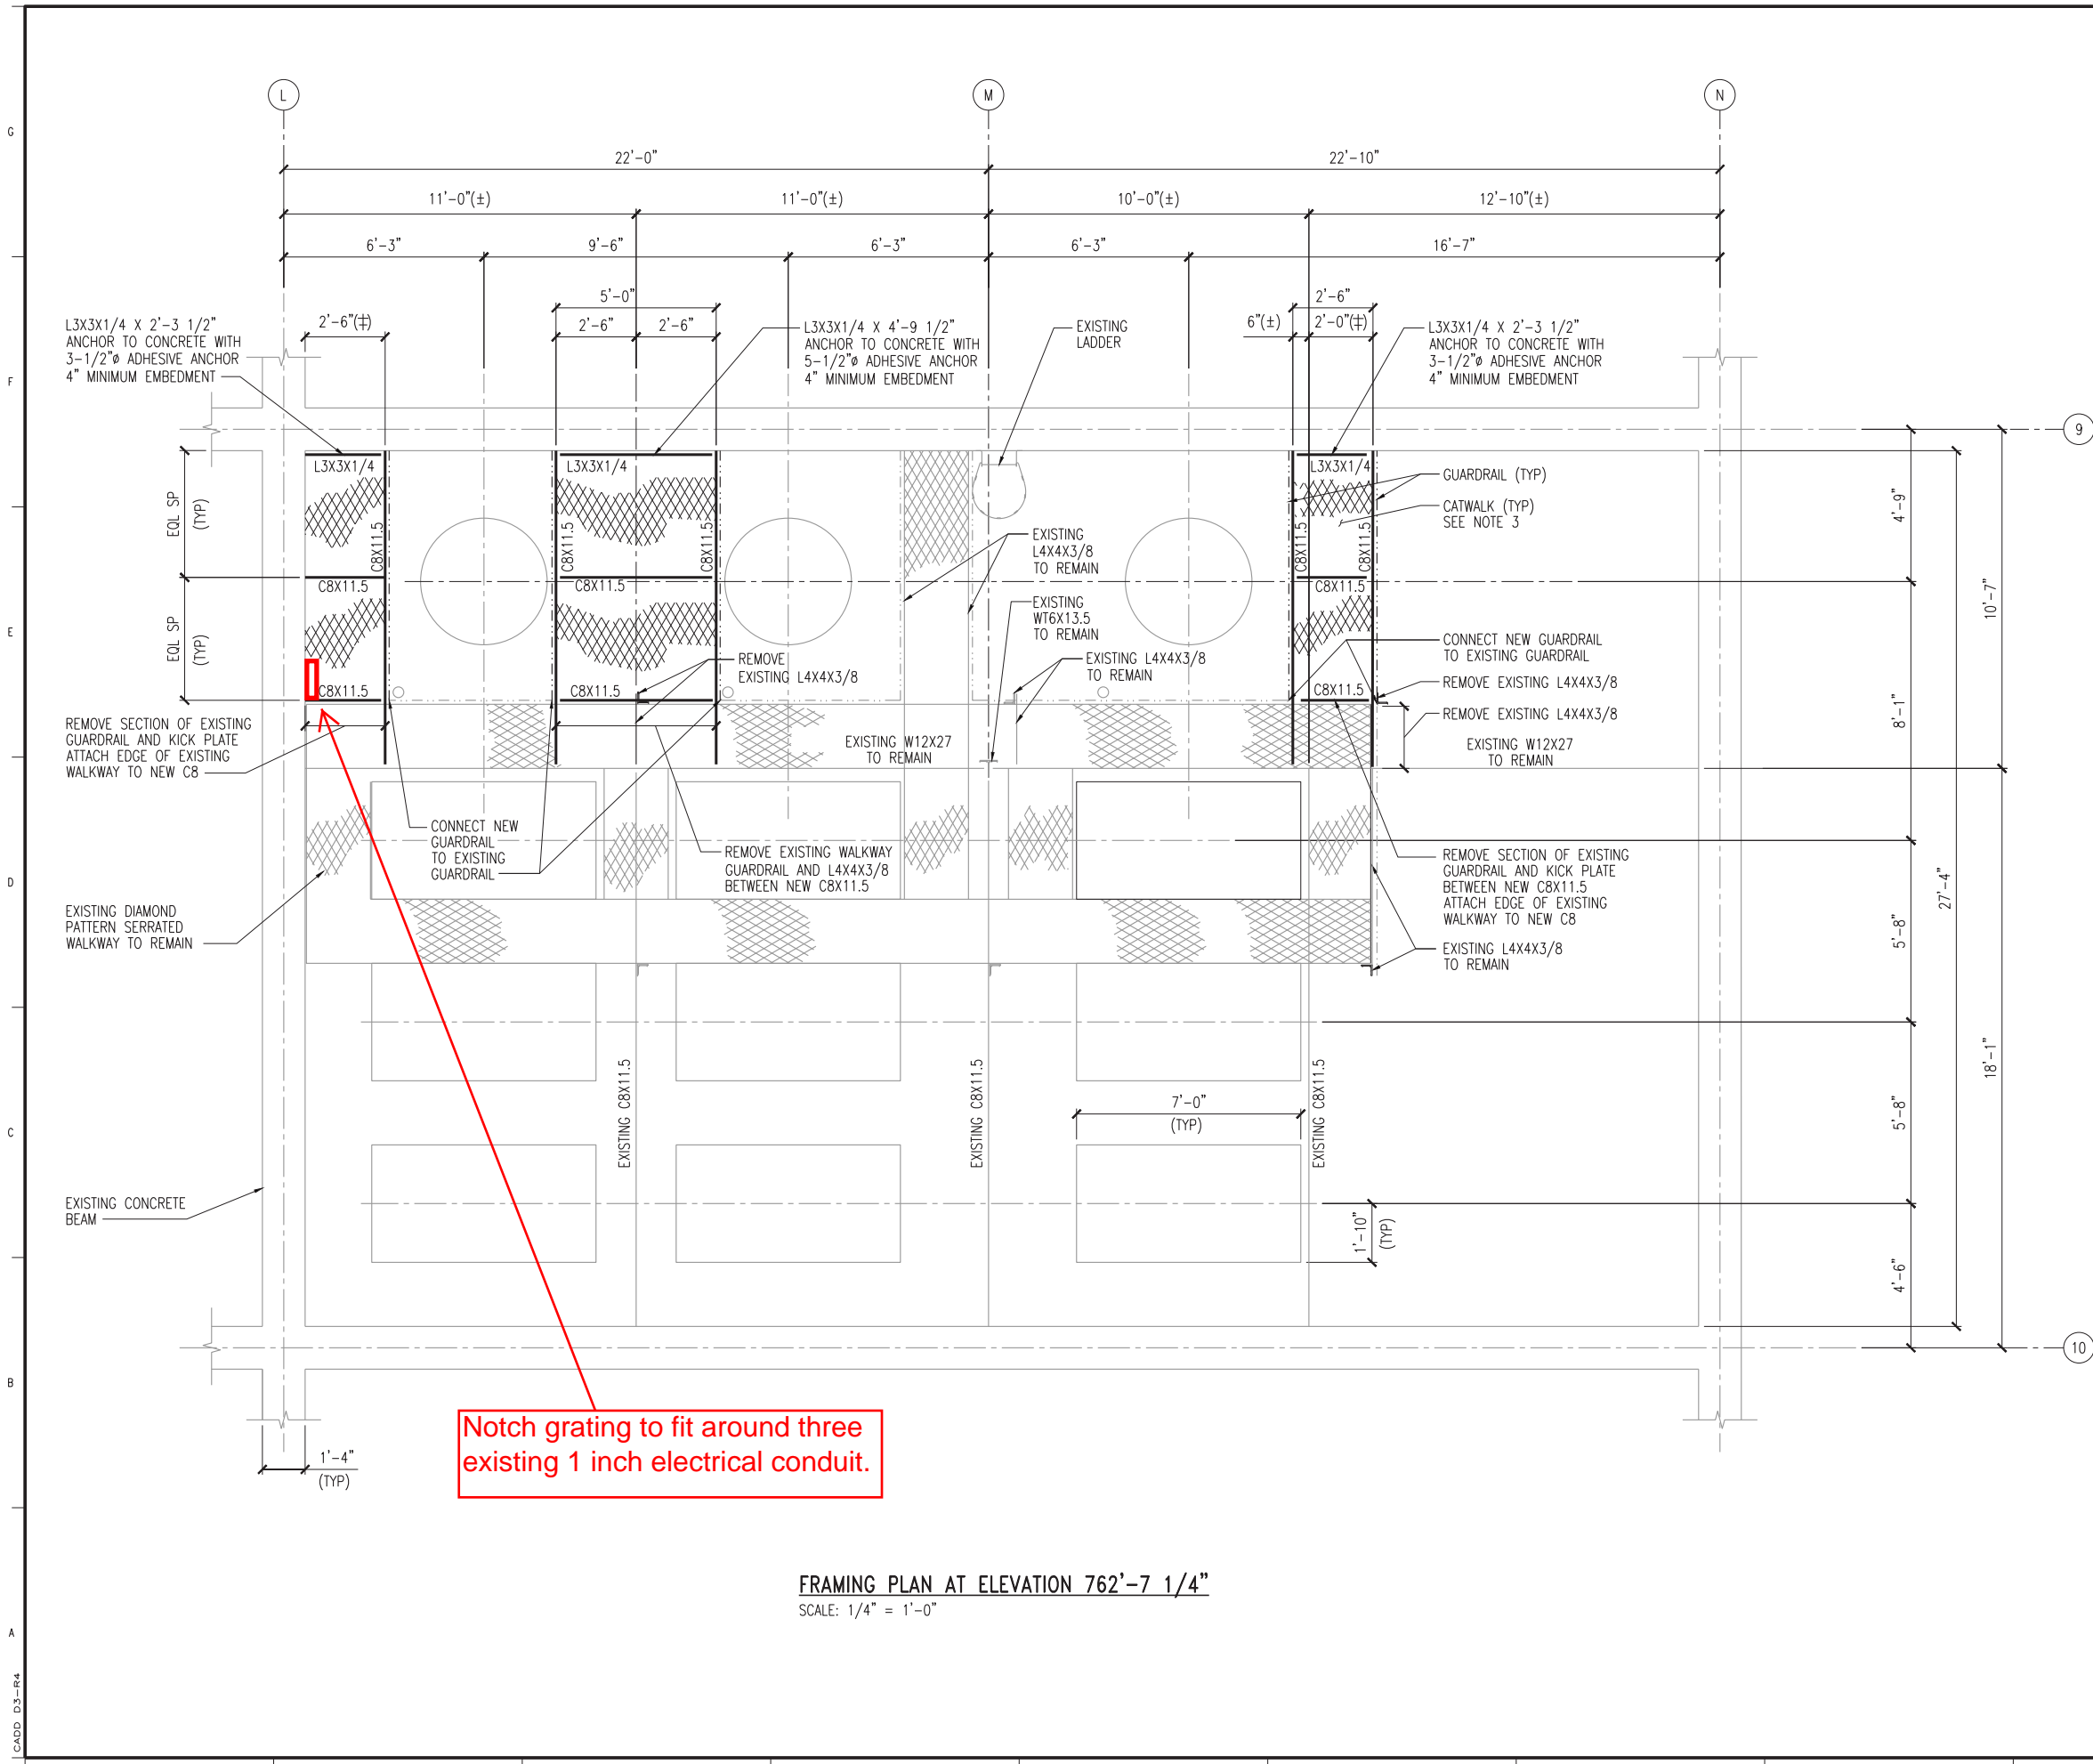 L
M
N
G
22'-0"
22'-10"
11'-0"(±)
11'-0"(±)
10'-0"(±)
12'-10"(±)
6'-3"
9'-6"
6'-3"
6'-3"
16'-7"
5'-0"
2'-6"
L3X3X1/4 X 2'-3 1/2"
ANCHOR TO CONCRETE WITH
3-1/2"ø ADHESIVE ANCHOR
4" MINIMUM EMBEDMENT
2'-6"(∓)
2'-6"
2'-6"
L3X3X1/4 X 4'-9 1/2"
ANCHOR TO CONCRETE WITH
5-1/2"ø ADHESIVE ANCHOR
4" MINIMUM EMBEDMENT
EXISTING
LADDER
6"(±)
2'-0"(∓)
L3X3X1/4 X 2'-3 1/2"
ANCHOR TO CONCRETE WITH
3-1/2"ø ADHESIVE ANCHOR
4" MINIMUM EMBEDMENT
F
9
L3X3X1/4
L3X3X1/4
L3X3X1/4
GUARDRAIL (TYP)
CATWALK (TYP)
SEE NOTE 3
EQL SP
(TYP)
C8X11.5
C8X11.5
C8X11.5
C8X11.5
C8X11.5
4'-9"
EXISTING
L4X4X3/8
TO REMAIN
C8X11.5
C8X11.5
C8X11.5
10'-7"
EQL SP
(TYP)
E
EXISTING
WT6X13.5
TO REMAIN
REMOVE
EXISTING L4X4X3/8
EXISTING L4X4X3/8
TO REMAIN
CONNECT NEW GUARDRAIL
TO EXISTING GUARDRAIL
REMOVE EXISTING L4X4X3/8
C8X11.5
C8X11.5
C8X11.5
REMOVE EXISTING L4X4X3/8
8'-1"
REMOVE SECTION OF EXISTING
GUARDRAIL AND KICK PLATE
ATTACH EDGE OF EXISTING
WALKWAY TO NEW C8
EXISTING W12X27
TO REMAIN
EXISTING W12X27
TO REMAIN
CONNECT NEW
GUARDRAIL
TO EXISTING
GUARDRAIL
REMOVE EXISTING WALKWAY
GUARDRAIL AND L4X4X3/8
BETWEEN NEW C8X11.5
REMOVE SECTION OF EXISTING
GUARDRAIL AND KICK PLATE
BETWEEN NEW C8X11.5
ATTACH EDGE OF EXISTING
WALKWAY TO NEW C8
D
27'-4"
EXISTING DIAMOND
PATTERN SERRATED
WALKWAY TO REMAIN
EXISTING L4X4X3/8
TO REMAIN
5'-8"
18'-1"
EXISTING C8X11.5
EXISTING C8X11.5
EXISTING C8X11.5
7'-0"
(TYP)
5'-8"
C
EXISTING CONCRETE
BEAM
1'-10"
(TYP)
4'-6"
10
B
Notch grating to fit around three
existing 1 inch electrical conduit.
1'-4"
(TYP)
FRAMING PLAN AT ELEVATION 762'-7 1/4"
SCALE: 1/4" = 1'-0"
A
CADD D3-R4